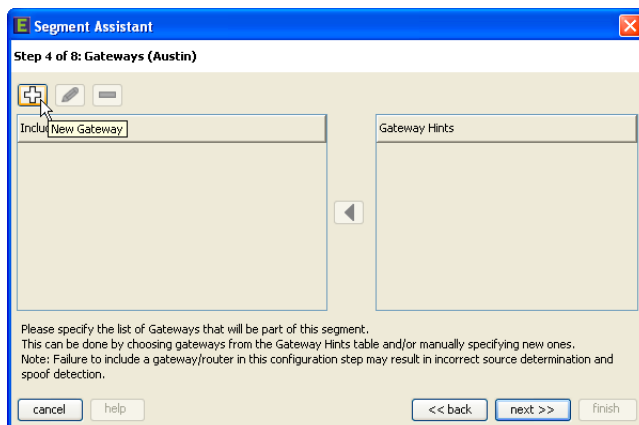 E Segment Assistant
Step 4 of 8: Gateways (Austin)
New Gateway
Gateway Hints
Please specify the list of Gateways that will be part of this segment.
This can be done by choosing gateways from the Gateway Hints table and/or manually specifying new ones.
Note: Failure to include a gateway/router in this configuration step may result in incorrect source determination and
spoof detection.
cancel help << back next >> finish